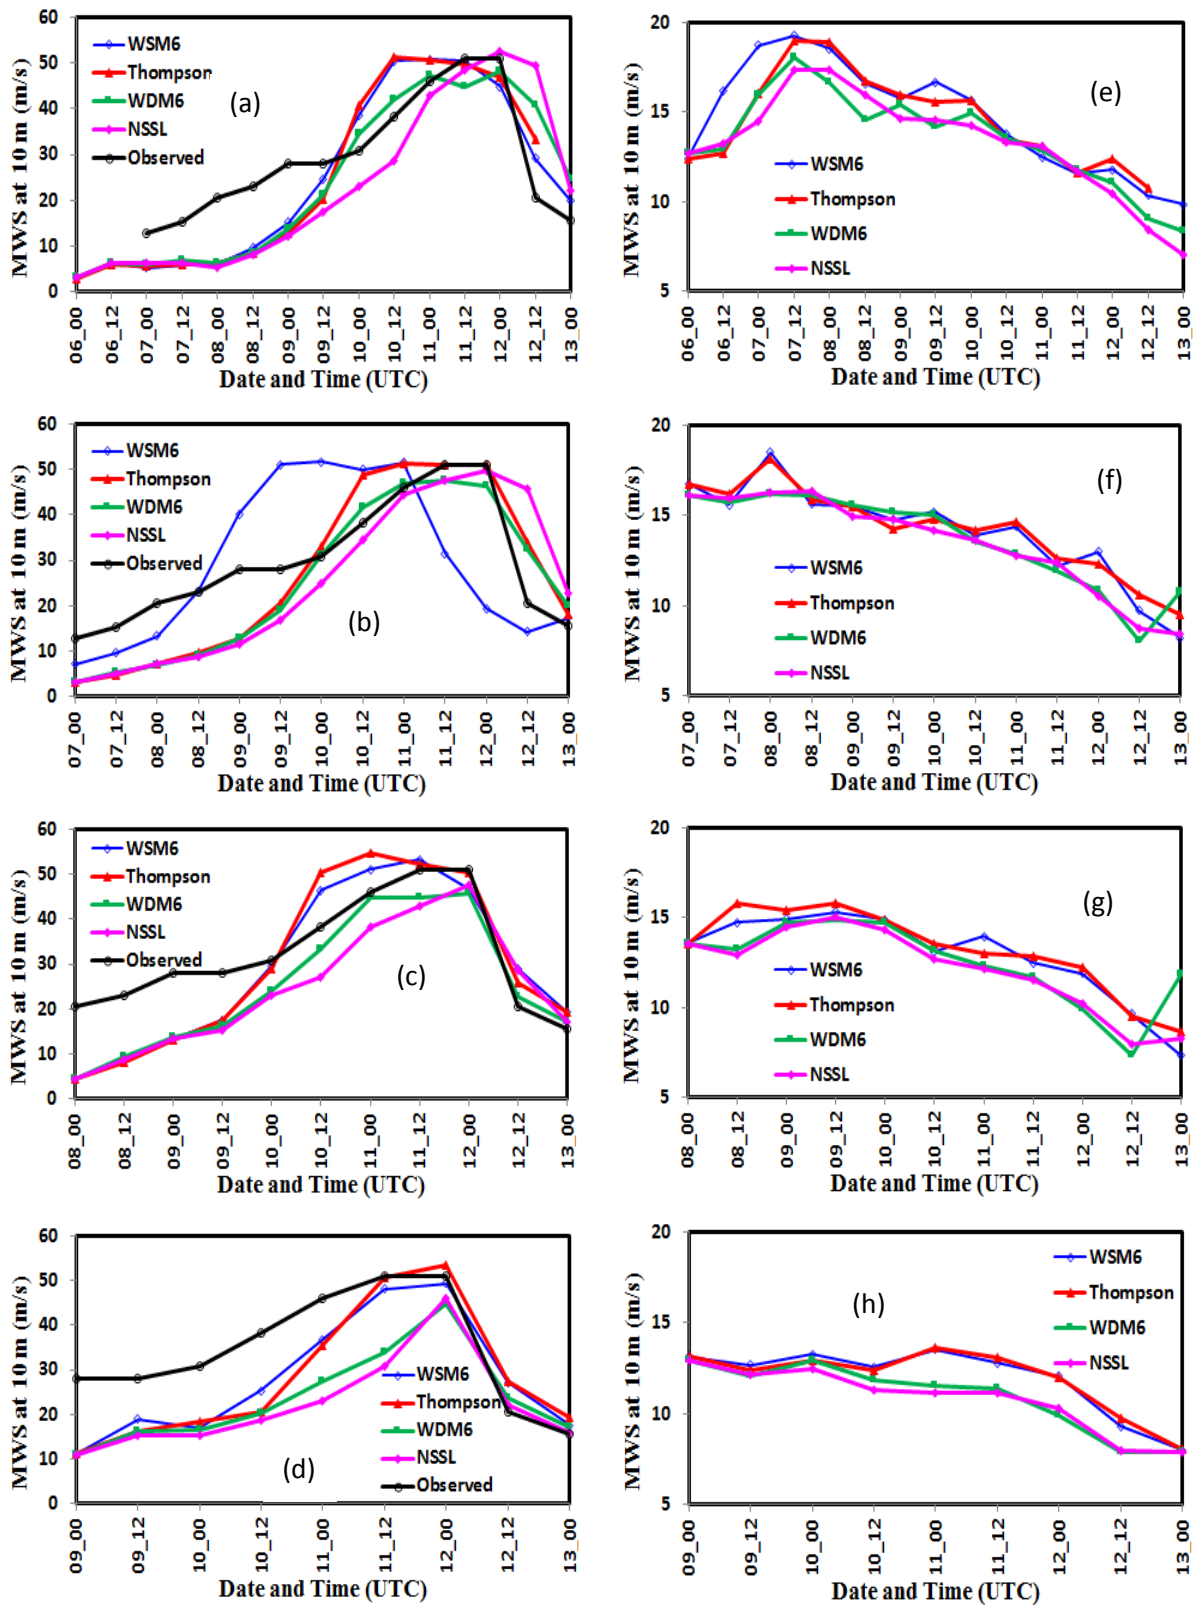 MWS at 10 m (m/s)
60
50
40
30
20
10
0
WSM6
Thompson
WDM6
NSSL
Observed
(a)
06_00
06_12
07_00
07_12
08_00
08_12
09_00
09_12
10_00
10_12
11_00
11_12
12_00
12_12
13_00
Date and Time (UTC)
MWS at 10 m (m/s)
20
15
10
5
(e)
WSM6
Thompson
WDM6
NSSL
06_00
06_12
07_00
07_12
08_00
08_12
09_00
09_12
10_00
10_12
11_00
11_12
12_00
12_12
13_00
Date and Time (UTC)
MWS at 10 m (m/s)
60
50
40
30
20
10
0
WSM6
Thompson
WDM6
NSSL
Observed
(b)
07_00
07_12
08_00
08_12
09_00
09_12
10_00
10_12
11_00
11_12
12_00
12_12
13_00
Date and Time (UTC)
MWS at 10 m (m/s)
20
15
10
5
(f)
WSM6
Thompson
WDM6
NSSL
07_00
07_12
08_00
08_12
09_00
09_12
10_00
10_12
11_00
11_12
12_00
12_12
13_00
Date and Time (UTC)
MWS at 10 m (m/s)
60
50
40
30
20
10
0
WSM6
Thompson
WDM6
NSSL
Observed
(c)
08_00
08_12
09_00
09_12
10_00
10_12
11_00
11_12
12_00
12_12
13_00
Date and Time (UTC)
MWS at 10 m (m/s)
20
15
10
5
(g)
WSM6
Thompson
WDM6
NSSL
08_00
08_12
09_00
09_12
10_00
10_12
11_00
11_12
12_00
12_12
13_00
Date and Time (UTC)
MWS at 10 m (m/s)
60
50
40
30
20
10
0
WSM6
Thompson
WDM6
NSSL
Observed
(d)
09_00
09_12
10_00
10_12
11_00
11_12
12_00
12_12
13_00
Date and Time (UTC)
MWS at 10 m (m/s)
20
15
10
5
WSM6
Thompson
WDM6
NSSL
(h)
09_00
09_12
10_00
10_12
11_00
11_12
12_00
12_12
13_00
Date and Time (UTC)